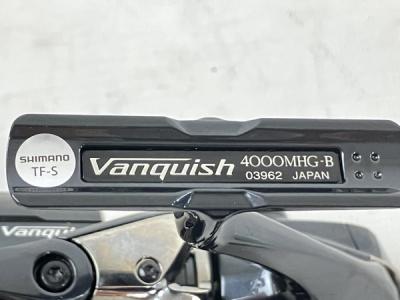 SHIMANO
TF-S
Vanquish
4000MHG-B
03962 JAPAN
Vanquish